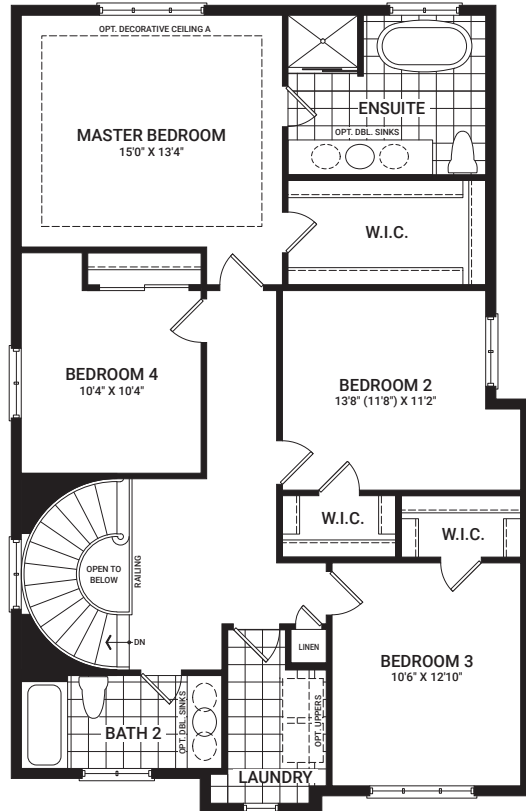 OPT. DECORATIVE CEILING A
MASTER BEDROOM
15'0" X 13'4"
ENSUITE
OPT. DBL. SINKS
W.I.C.
BEDROOM 4
10'4" X 10'4"
BEDROOM 2
13'8" (11'8") X 11'2"
W.I.C.
W.I.C.
OPEN TO
BELOW
RAILING
DN
LINEN
BEDROOM 3
10'6" X 12'10"
BATH 2
OPT. DBL. SINKS
OPT. UPPERS
LAUNDRY